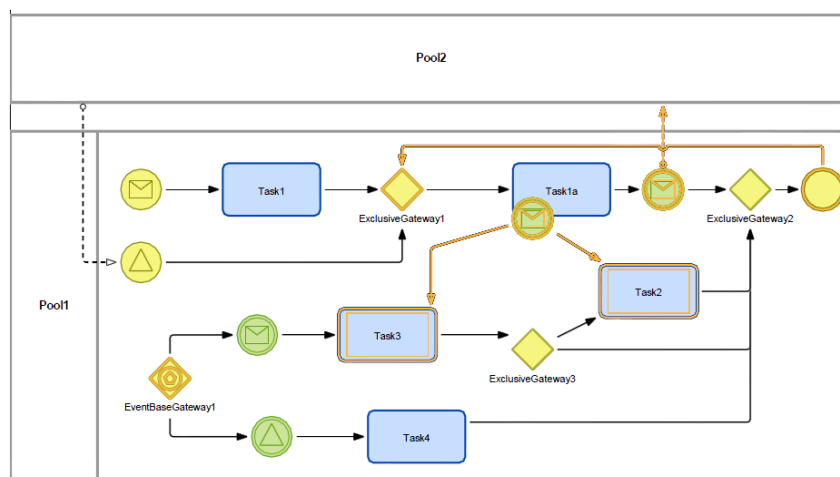 Pool2
Task1
ExclusiveGateway1
Task1a
ExclusiveGateway2
Pool1
Task2
Task3
ExclusiveGateway3
EventBaseGateway1
Task4